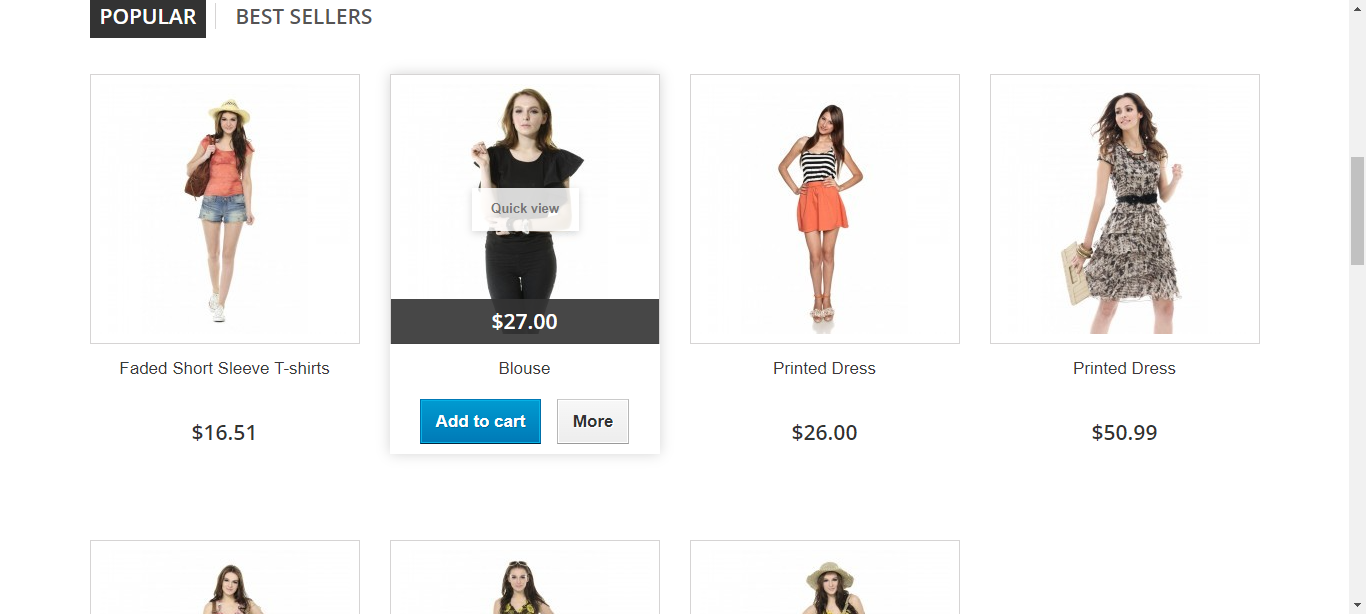 POPULAR
BEST SELLERS
Quick view
$27.00
Faded Short Sleeve T-shirts
Blouse
Printed Dress
Printed Dress
Add to cart
More
$16.51
$26.00
$50.99